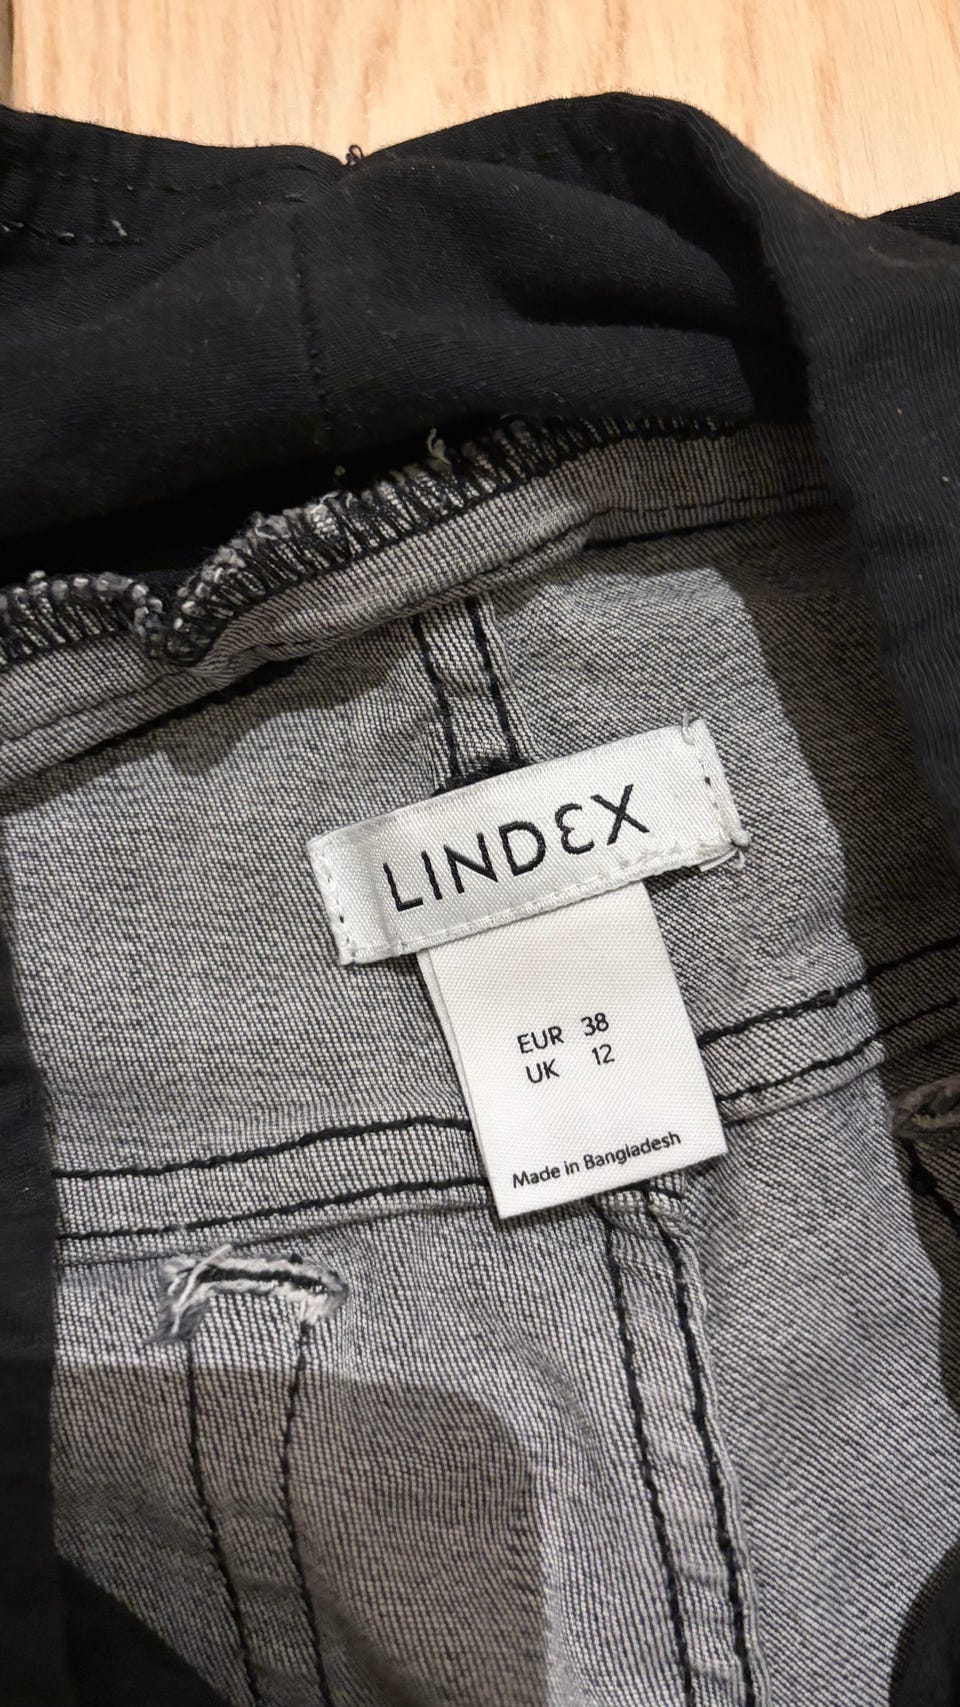 LINDEX
EUR 38
UK 12
Made in Bangladesh